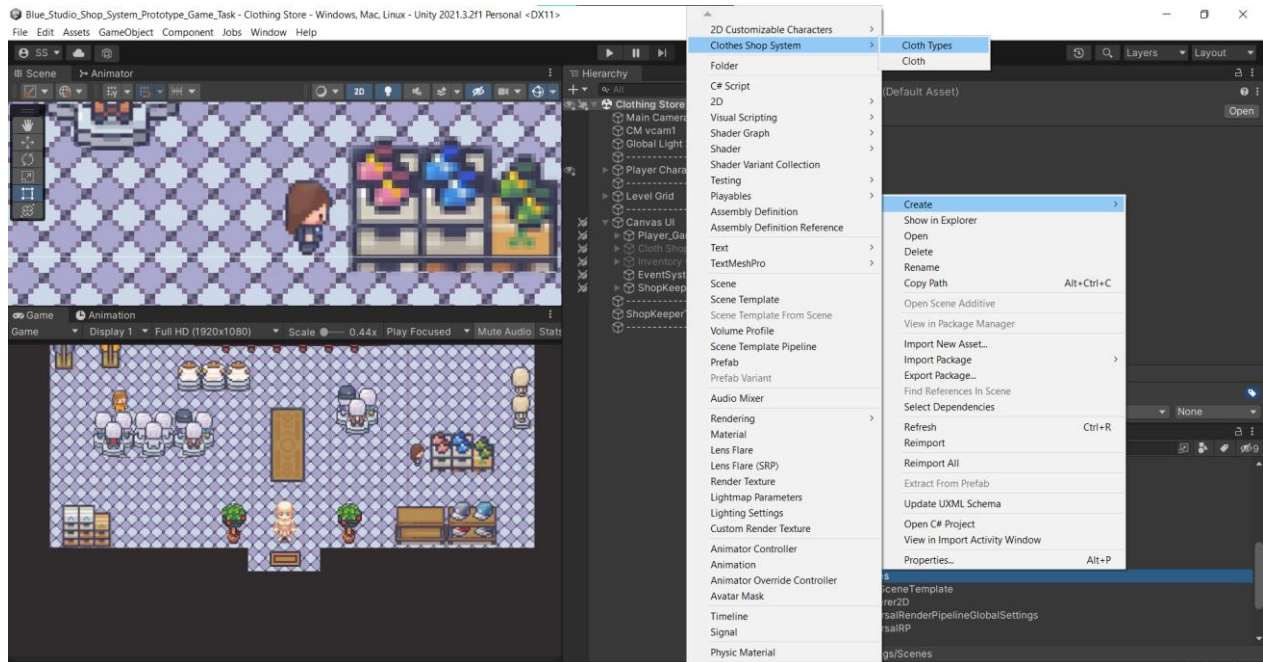 Blue_Studio_Shop_System_Prototype_Game_Task - Clothing Store - Windows, Mac, Linux - Unity 2021.3.2f1 Personal <DX11>
File Edit Assets GameObject Component Jobs Window Help
SS
Layers
Layout
Scene
Animator
2D
Game
Animation
Game
Display 1
Full HD (1920x1080)
Scale
0.44x
Play Focused
Mute Audio
Stats
Hierarchy
All
Clothing Store
Main Camera
CM vcam1
Global Light
Player Chara
Level Grid
Canvas UI
Player_Ga
Cloth Shop
Inventory
EventSyst
ShopKeep
ShopKeeper
2D Customizable Characters
Clothes Shop System
Folder
C# Script
2D
Visual Scripting
Shader Graph
Shader
Shader Variant Collection
Testing
Playables
Assembly Definition
Assembly Definition Reference
Text
TextMeshPro
Scene
Scene Template
Scene Template From Scene
Volume Profile
Scene Template Pipeline
Prefab
Prefab Variant
Audio Mixer
Rendering
Material
Lens Flare
Lens Flare (SRP)
Render Texture
Lightmap Parameters
Lighting Settings
Custom Render Texture
Animator Controller
Animation
Animator Override Controller
Avatar Mask
Timeline
Signal
Physic Material
Cloth Types
Cloth
(Default Asset)
Open
Create
Show in Explorer
Open
Delete
Rename
Copy Path Alt+Ctrl+C
Open Scene Additive
View in Package Manager
Import New Asset...
Import Package
Export Package...
Find References In Scene
Select Dependencies
Refresh Ctrl+R
Reimport
Reimport All
Extract From Prefab
Update UXML Schema
Open C# Project
View in Import Activity Window
Properties... Alt+P
None
9
s
SceneTemplate
rer2D
rsalRenderPipelineGlobalSettings
rsalRP
gs/Scenes